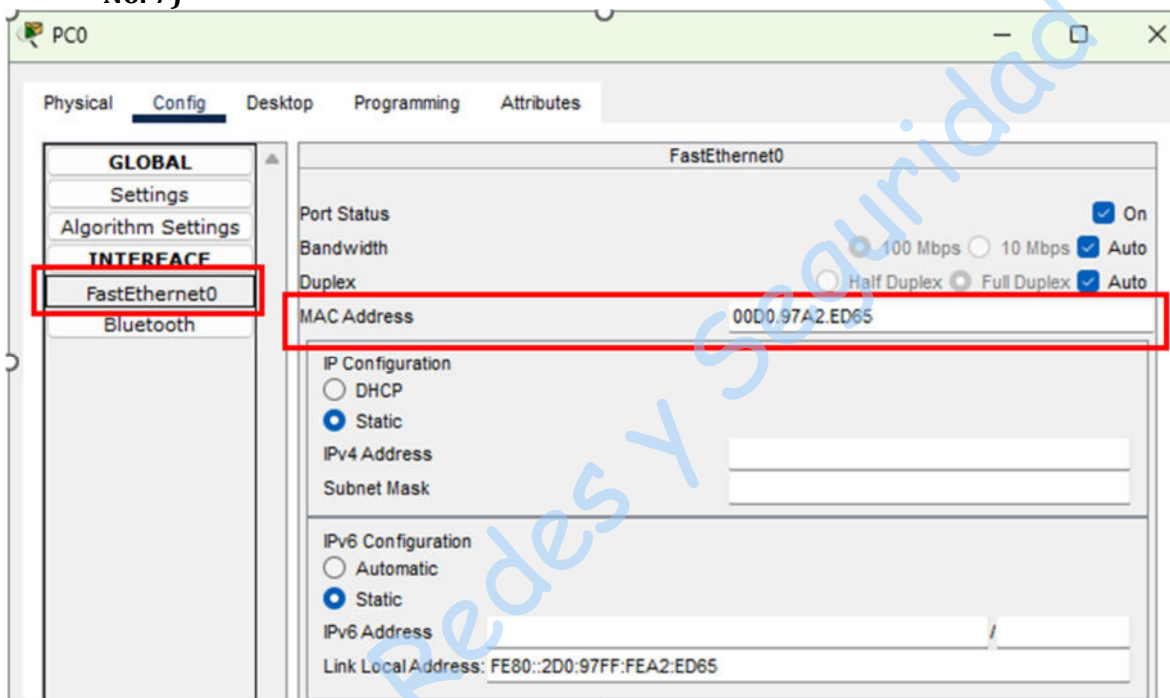 PC0
Physical Config Desktop Programming Attributes
GLOBAL
Settings
Algorithm Settings
INTERFACE
FastEthernet0
Bluetooth
FastEthernet0
Port Status On
Bandwidth 100 Mbps 10 Mbps Auto
Duplex Half Duplex Full Duplex Auto
MAC Address 00D0.97A2.ED65
IP Configuration
DHCP
Static
IPv4 Address
Subnet Mask
IPv6 Configuration
Automatic
Static
IPv6 Address /
Link Local Address: FE80::2D0:97FF:FEA2:ED65
Redes y Seguridad